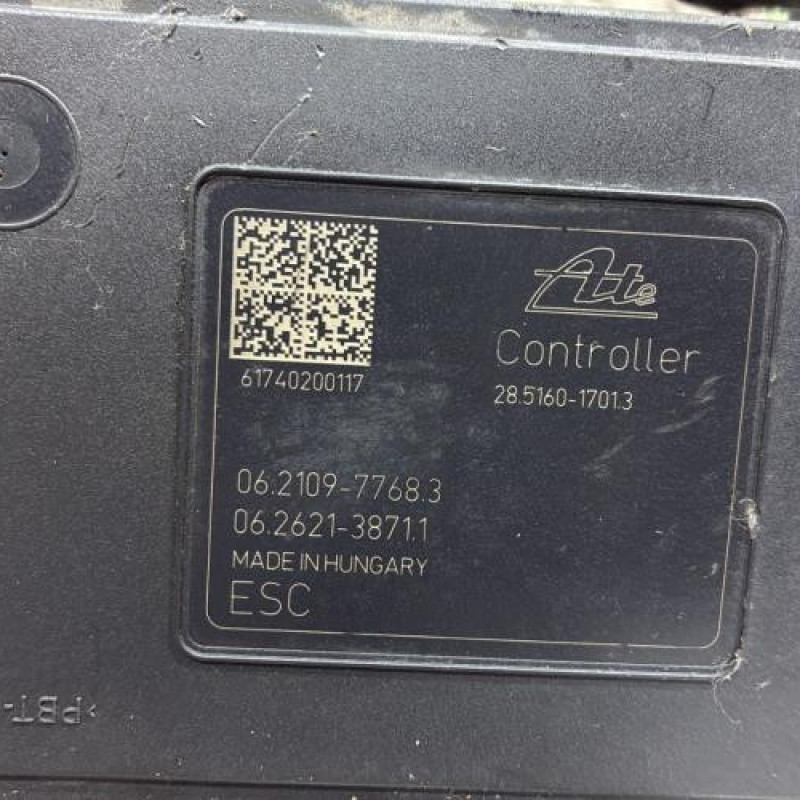 Ate
Controller
28.5160-1701.3
61740200117
06.2109-7768.3
06.2621-3871.1
MADE IN HUNGARY
ESC
>PBT-